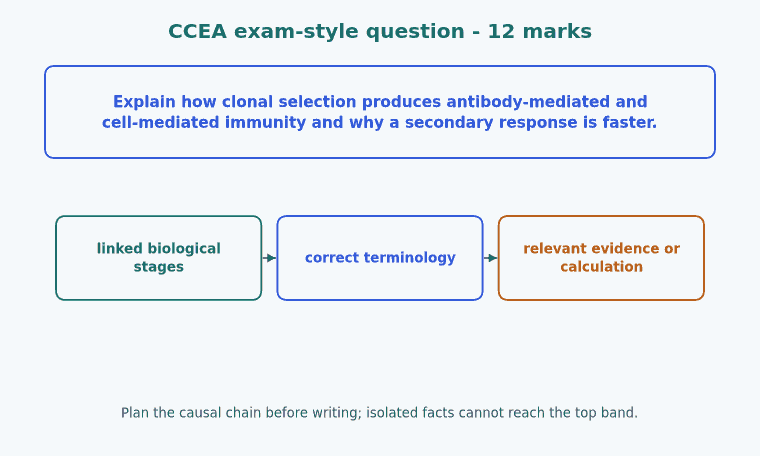 CCEA exam-style question - 12 marks
Explain how clonal selection produces antibody-mediated and
cell-mediated immunity and why a secondary response is faster.
linked biological
stages
correct terminology
relevant evidence or
calculation
Plan the causal chain before writing; isolated facts cannot reach the top band.